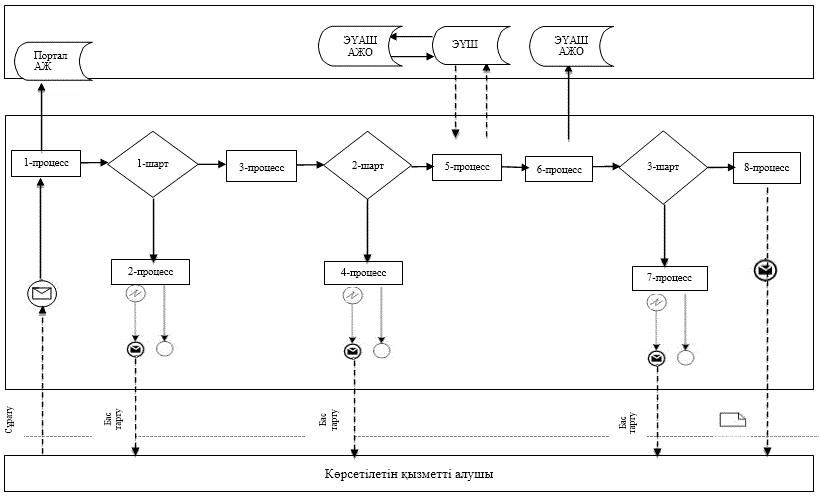 Портал
АЖ
ЭҮАШ
АЖО
ЭҮШ
ЭҮАШ
АЖО
1-процесс
1-шарт
3-процесс
2-шарт
5-процесс
6-процесс
3-шарт
8-процесс
2-процесс
4-процесс
7-процесс
Сұрату
Бас
тарту
Бас
тарту
Бас
тарту
Көрсетілетін қызметті алушы